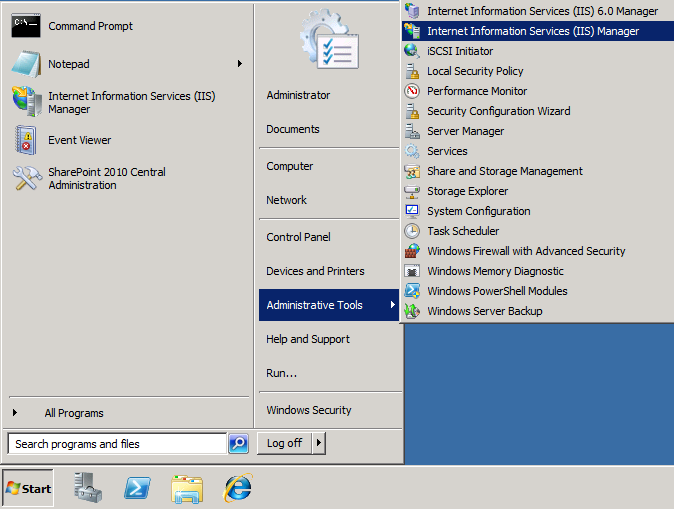 Command Prompt
Notepad
Internet Information Services (IIS)
Manager
Event Viewer
SharePoint 2010 Central
Administration
All Programs
Search programs and files
Administrator
Documents
Computer
Network
Control Panel
Devices and Printers
Administrative Tools
Help and Support
Run...
Windows Security
Log off
Internet Information Services (IIS) 6.0 Manager
Internet Information Services (IIS) Manager
iSCSI Initiator
Local Security Policy
Performance Monitor
Security Configuration Wizard
Server Manager
Services
Share and Storage Management
Storage Explorer
System Configuration
Task Scheduler
Windows Firewall with Advanced Security
Windows Memory Diagnostic
Windows PowerShell Modules
Windows Server Backup
Start